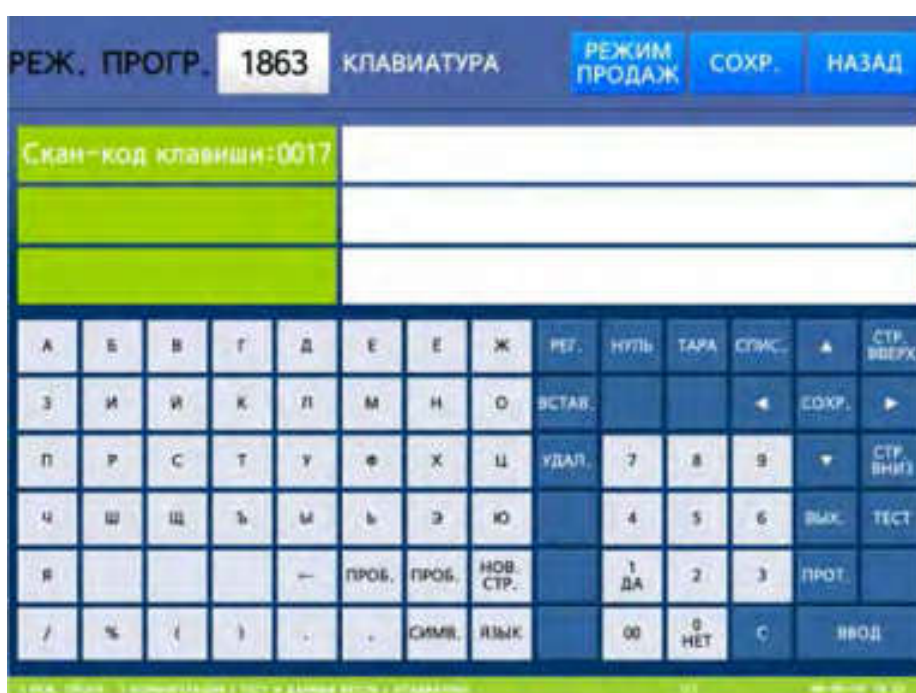 РЕЖ. ПРОГР. 1863 КЛАВИАТУРА РЕЖИМ ПРОДАЖ СОХР. НАЗАД
Скан-код клавиши:0017
А Б В Г Д Е Ё Ж РЕГ. НУЛЬ ТАРА СПИС. ▲ СТР. ВВЕРХ
З И Й К Л М Н О ВСТАВ. ◄ СОХР. ►
П Р С Т У Ф Х Ц УДАЛ. 7 8 9 ▼ СТР. ВНИЗ
Ч Ш Щ Ъ Ы Ь Э Ю 4 5 6 ВЫХ. ТЕСТ
Я ← ПРОБ. ПРОБ. НОВ. СТР. 1 ДА 2 3 ПРОТ.
/ % ( ) . , СИМВ. ЯЗЫК 00 0 НЕТ С ВВОД